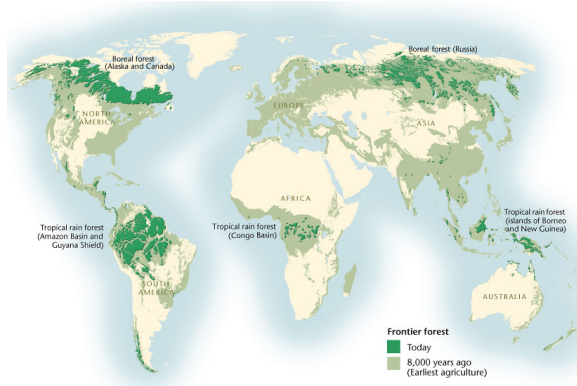 Boreal forest
(Alaska and Canada)
Boreal forest (Russia)
NORTH
AMERICA
EUROPE
ASIA
AFRICA
Tropical rain forest
(Amazon Basin and
Guyana Shield)
Tropical rain forest
(Congo Basin)
Tropical rain forest
(islands of Borneo
and New Guinea)
SOUTH
AMERICA
AUSTRALIA
Frontier forest
Today
8,000 years ago
(Earliest agriculture)